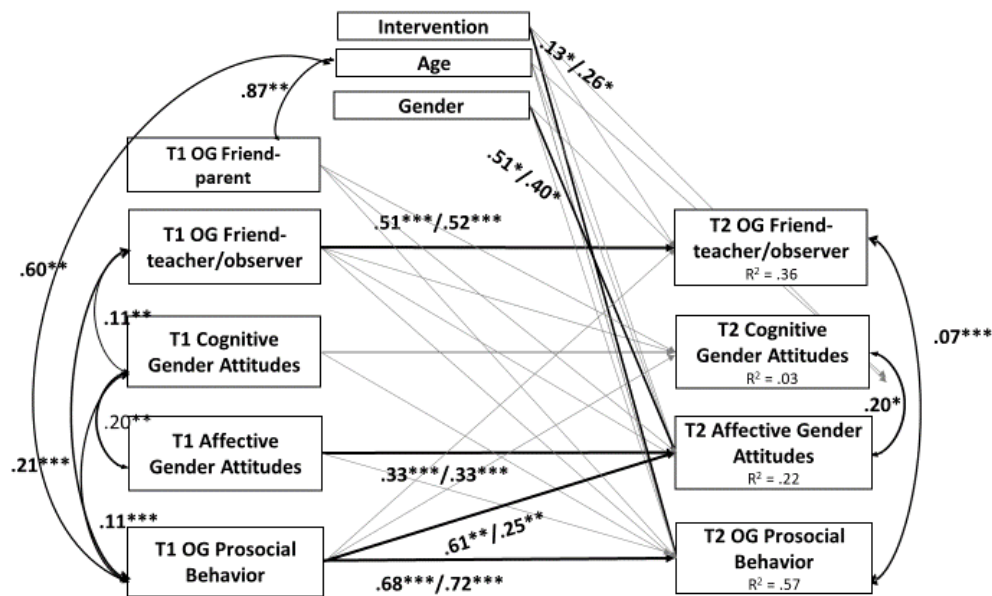 Intervention
Age
Gender
.13*/.26*
.87**
T1 OG Friend-
parent
.51*/.40*
T1 OG Friend-
teacher/observer
.51***/.52***
T2 OG Friend-
teacher/observer
R² = .36
.60**
.11**
T1 Cognitive
Gender Attitudes
T2 Cognitive
Gender Attitudes
R² = .03
.07***
.20*
.20**
T1 Affective
Gender Attitudes
T2 Affective Gender
Attitudes
R² = .22
.21***
.33***/.33***
.11***
T1 OG Prosocial
Behavior
.61**/.25**
.68***/.72***
T2 OG Prosocial
Behavior
R² = .57